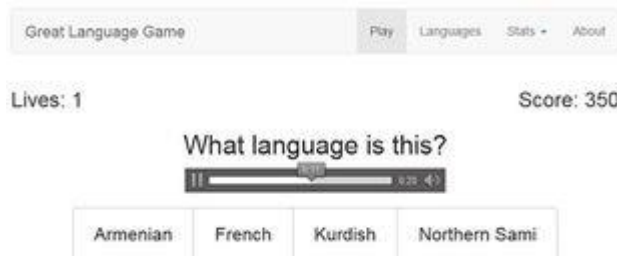 Great Language Game Play Languages Stats About
Lives: 1 Score: 350
What language is this?
Armenian French Kurdish Northern Sami